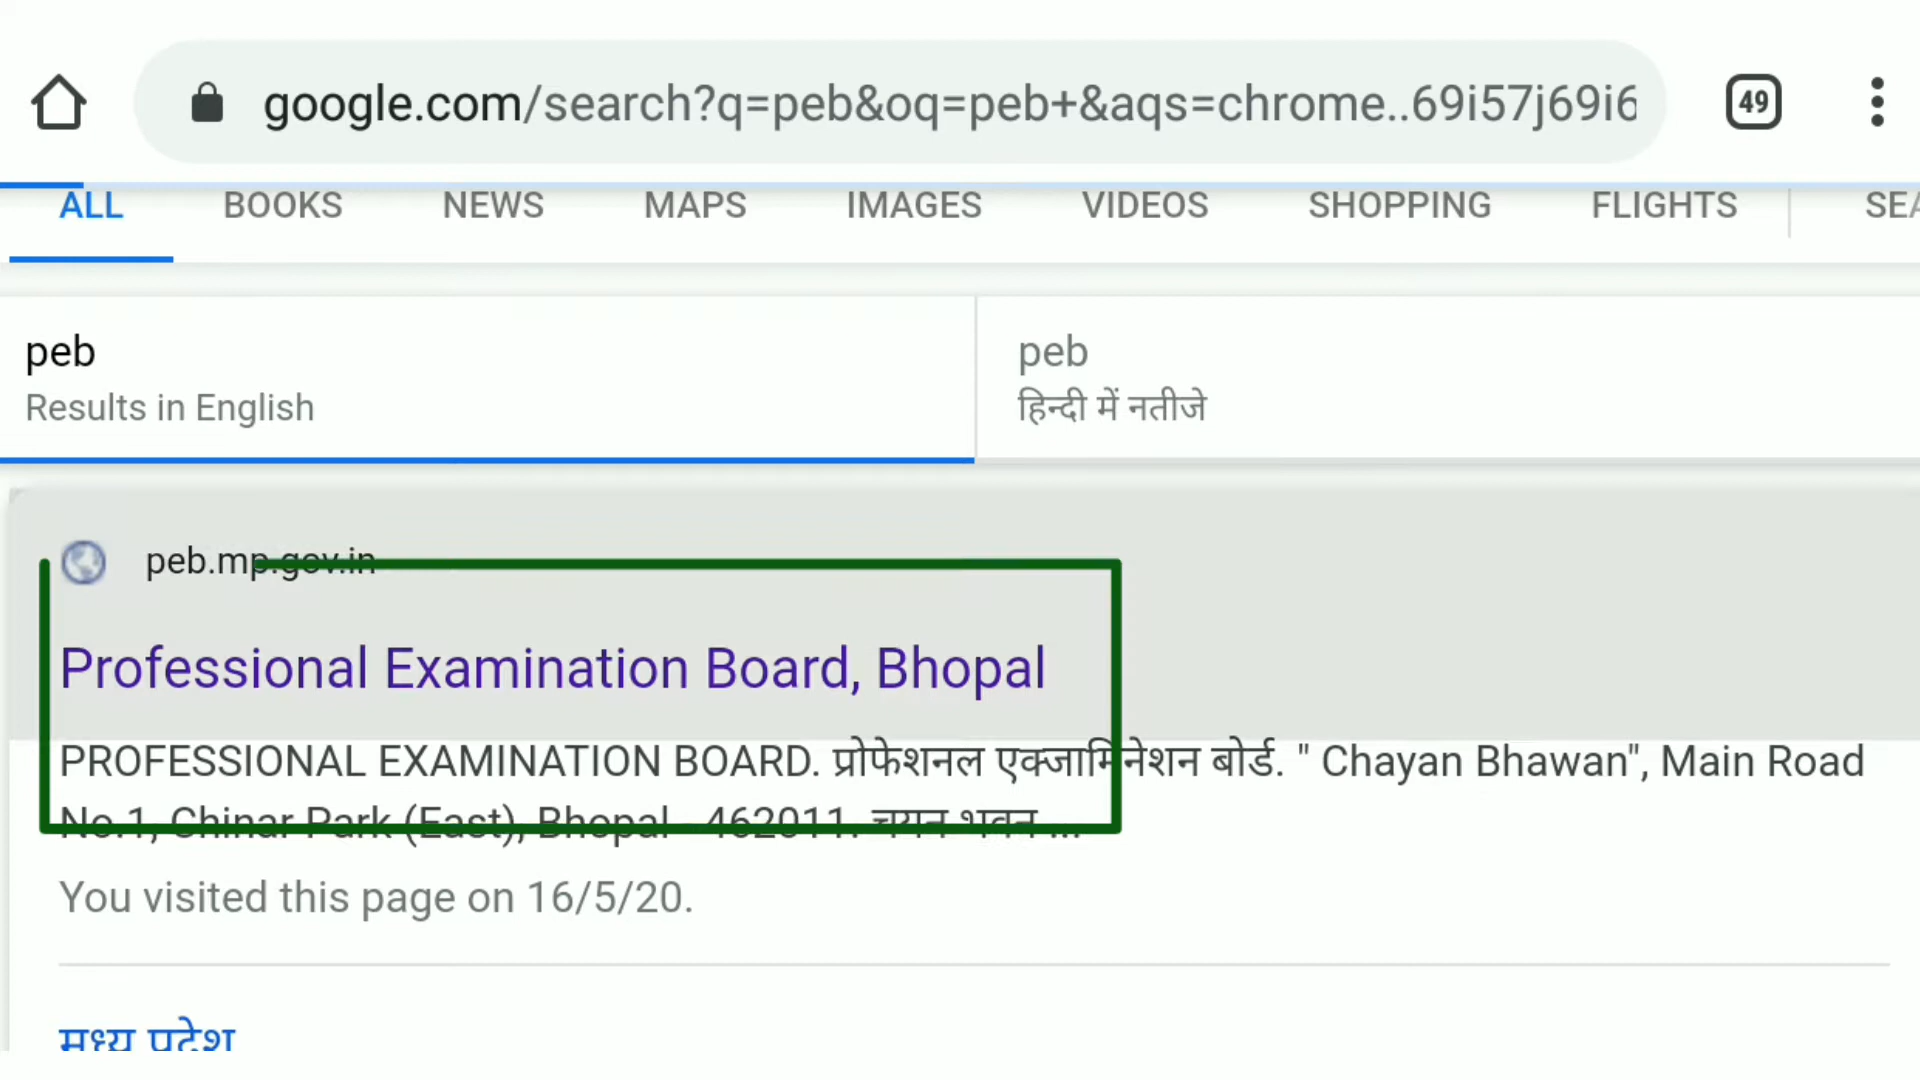 google.com/search?q=peb&oq=peb+&aqs=chrome..69i57j69i6
49
ALL BOOKS NEWS MAPS IMAGES VIDEOS SHOPPING FLIGHTS
peb
Results in English
peb
हिन्दी में नतीजे
peb.mp.gov.in
Professional Examination Board, Bhopal
PROFESSIONAL EXAMINATION BOARD. प्रोफेशनल एक्जामिनेशन बोर्ड. " Chayan Bhawan", Main Road
No.1, Chinar Park (East), Bhopal - 462011. चयन भवन ...
You visited this page on 16/5/20.
मध्य प्रदेश